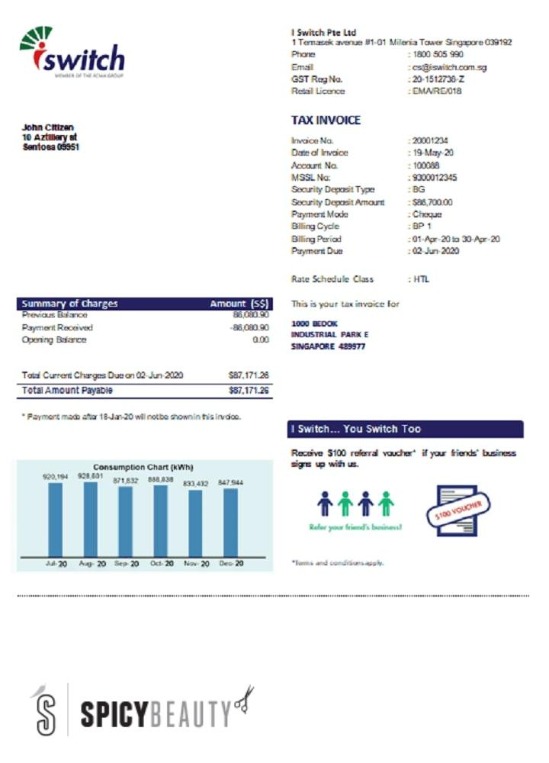 iswitch
MEMBER OF THE KCMA GROUP
I Switch Pte Ltd
1 Temasek avenue #1-01 Milenia Tower Singapore 039192
Phone : 1800 505 990
Email : cs@iswitch.com.sg
GST Reg No. : 20-1512736-Z
Retail Licence : EMA/RE/018
John Citizen
10 Aztillery st
Sentosa 09951
TAX INVOICE
Invoice No. : 20001234
Date of Invoice : 19-May-20
Account No. : 100088
MSSL No: : 9300012345
Security Deposit Type : BG
Security Deposit Amount : $86,700.00
Payment Mode : Cheque
Billing Cycle : BP 1
Billing Period : 01-Apr-20 to 30-Apr-20
Payment Due : 02-Jun-2020
Rate Schedule Class : HTL
This is your tax invoice for
1000 BEDOK
INDUSTRIAL PARK E
SINGAPORE 489977
Summary of Charges Amount (S$)
Previous Balance 86,080.90
Payment Received -86,080.90
Opening Balance 0.00
Total Current Charges Due on 02-Jun-2020 $87,171.26
Total Amount Payable $87,171.26
* Payment made after 18-Jan-20 will not be shown in this invoice.
I Switch... You Switch Too
Receive $100 referral voucher* if your friends' business
signs up with us.
$100 VOUCHER
Refer your friend's business!
*Terms and conditions apply.
Consumption Chart (kWh)
920,194 928,601 871,832 888,838 833,432 847,944
Jul- 20 Aug- 20 Sep- 20 Oct- 20 Nov- 20 Dec- 20
S SPICYBEAUTY